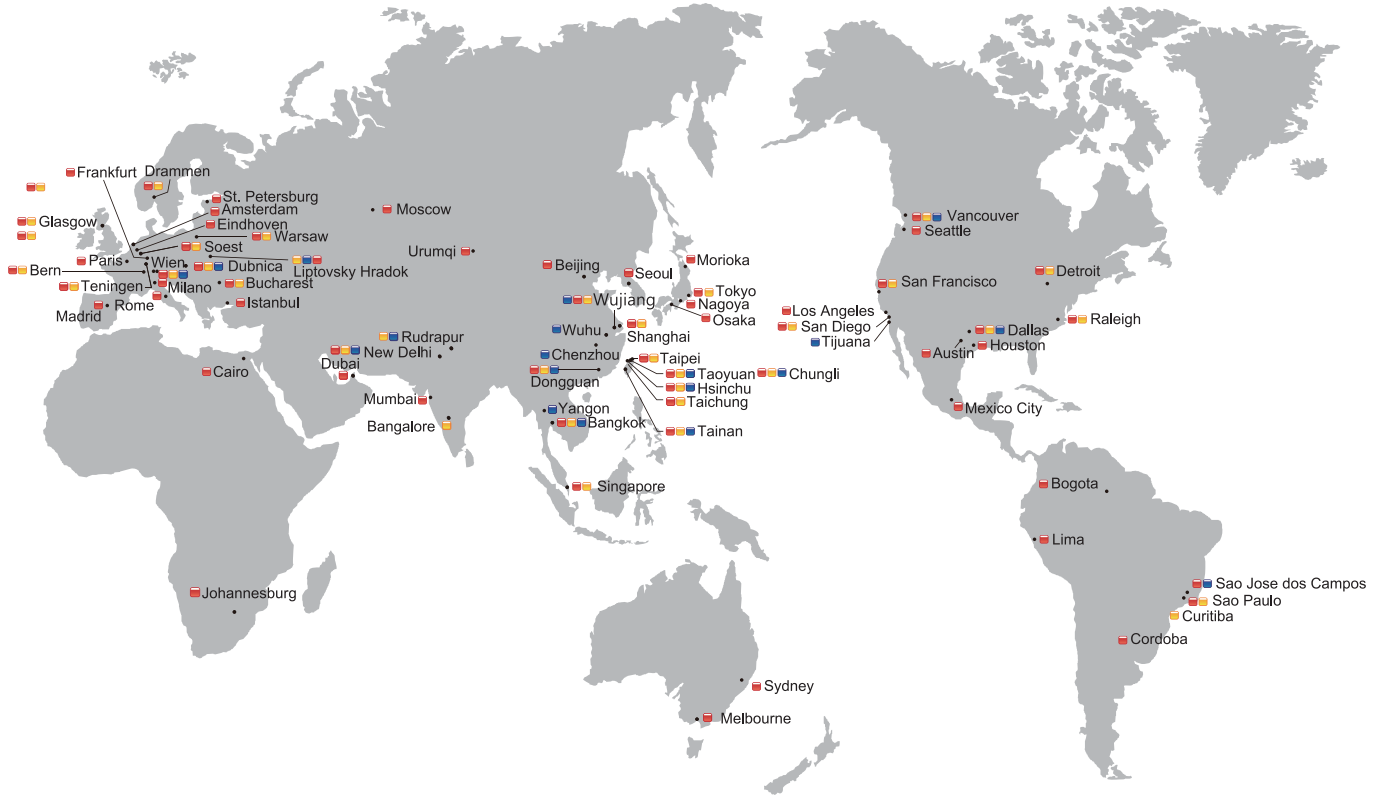 Frankfurt
Drammen
St. Petersburg
Amsterdam
Moscow
Glasgow
Eindhoven
Warsaw
Soest
Paris
Wien
Dubnica
Liptovsky Hradok
Bern
Teningen
Milano
Bucharest
Madrid
Rome
Istanbul
Urumqi
Beijing
Seoul
Morioka
Wujiang
Tokyo
Nagoya
Osaka
Wuhu
Shanghai
Rudrapur
New Delhi
Chenzhou
Taipei
Dubai
Dongguan
Taoyuan
Chungli
Cairo
Hsinchu
Mumbai
Taichung
Yangon
Bangalore
Bangkok
Tainan
Singapore
Johannesburg
Sydney
Melbourne
Vancouver
Seattle
San Francisco
Detroit
Los Angeles
San Diego
Raleigh
Tijuana
Dallas
Austin
Houston
Mexico City
Bogota
Lima
Sao Jose dos Campos
Sao Paulo
Curitiba
Cordoba